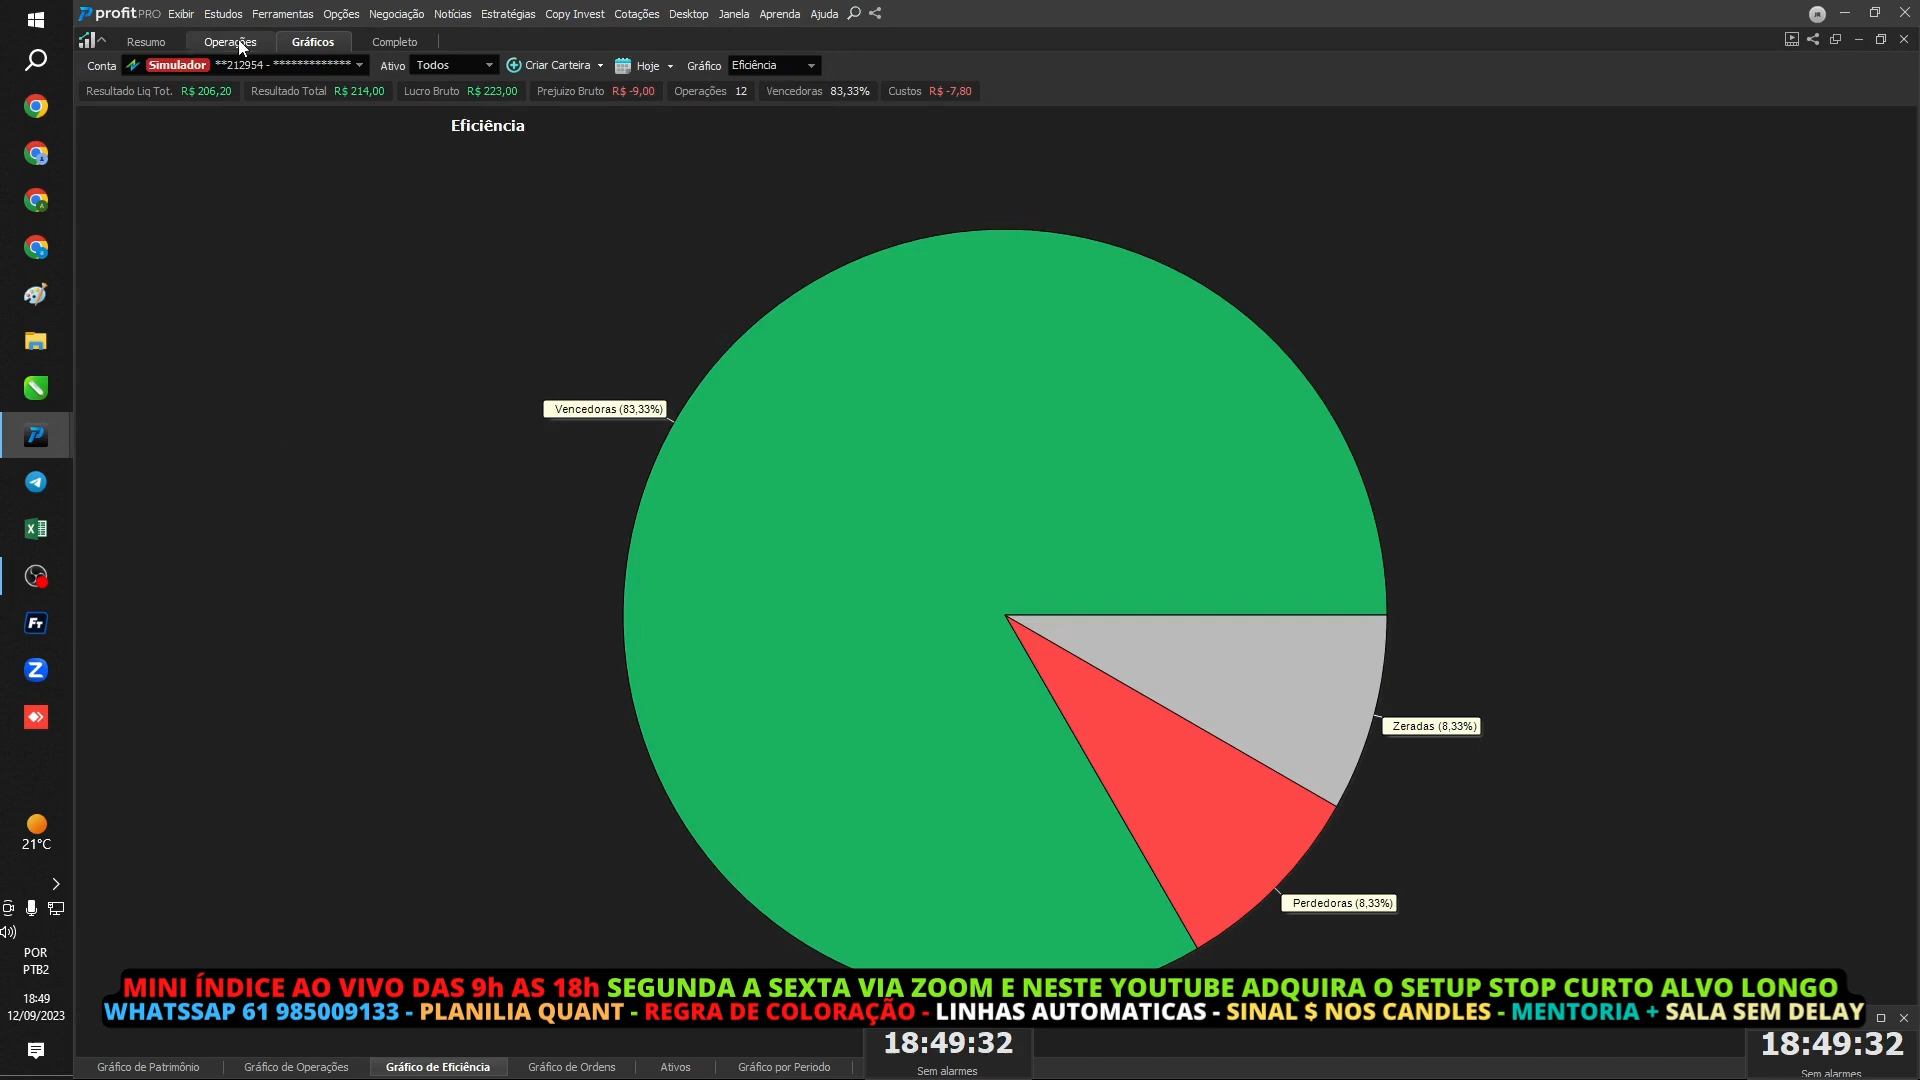 profitPRO Exibir Estudos Ferramentas Opções Negociação Notícias Estratégias Copy Invest Cotações Desktop Janela Aprenda Ajuda JR
Resumo Operações Gráficos Completo
Conta Simulador **212954 - ************* Ativo Todos Criar Carteira Hoje Gráfico Eficiência
Resultado Liq Tot. R$ 206,20 Resultado Total R$ 214,00 Lucro Bruto R$ 223,00 Prejuizo Bruto R$ -9,00 Operações 12 Vencedoras 83,33% Custos R$ -7,80
Eficiência
Vencedoras (83,33%)
Zeradas (8,33%)
Perdedoras (8,33%)
21°C
POR
PTB2
18:49
12/09/2023
MINI ÍNDICE AO VIVO DAS 9h AS 18h SEGUNDA A SEXTA VIA ZOOM E NESTE YOUTUBE ADQUIRA O SETUP STOP CURTO ALVO LONGO
WHATSSAP 61 985009133 - PLANILIA QUANT - REGRA DE COLORAÇÃO - LINHAS AUTOMATICAS - SINAL $ NOS CANDLES - MENTORIA + SALA SEM DELAY
18:49:32 18:49:32
Sem alarmes Sem alarmes
Gráfico de Patrimônio Gráfico de Operações Gráfico de Eficiência Gráfico de Ordens Ativos Gráfico por Periodo